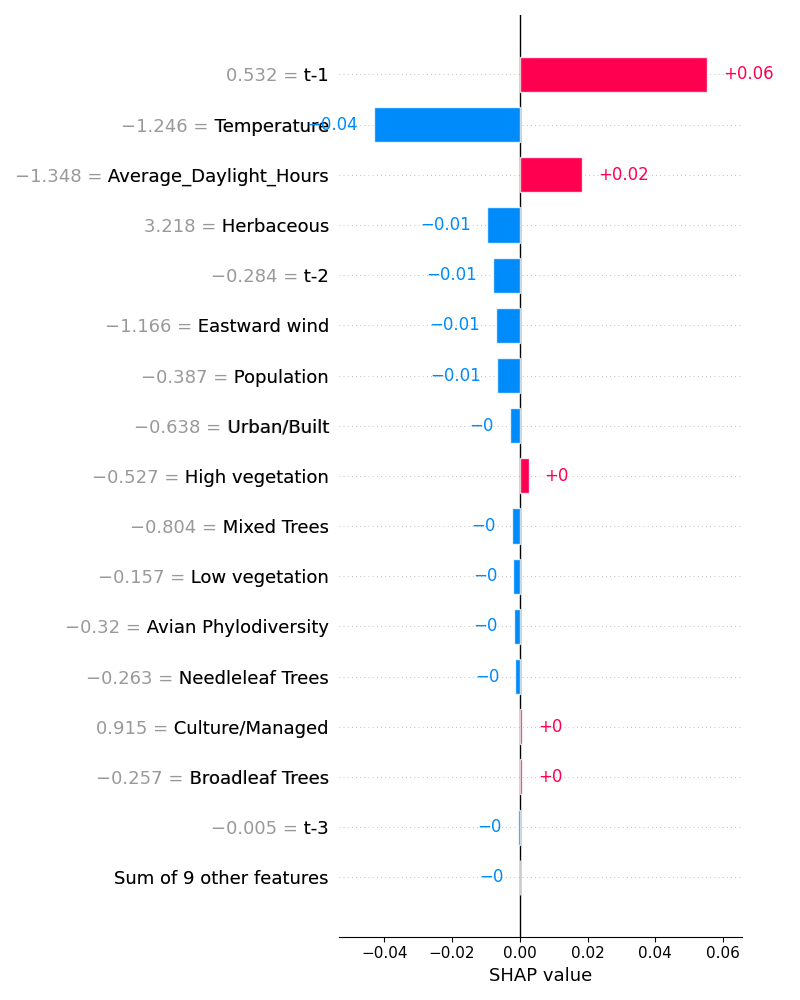 0.532 = t-1 +0.06
−1.246 = Temperature −0.04
−1.348 = Average_Daylight_Hours +0.02
3.218 = Herbaceous −0.01
−0.284 = t-2 −0.01
−1.166 = Eastward wind −0.01
−0.387 = Population −0.01
−0.638 = Urban/Built −0
−0.527 = High vegetation +0
−0.804 = Mixed Trees −0
−0.157 = Low vegetation −0
−0.32 = Avian Phylodiversity −0
−0.263 = Needleleaf Trees −0
0.915 = Culture/Managed +0
−0.257 = Broadleaf Trees +0
−0.005 = t-3 −0
Sum of 9 other features −0
−0.04 −0.02 0.00 0.02 0.04 0.06
SHAP value